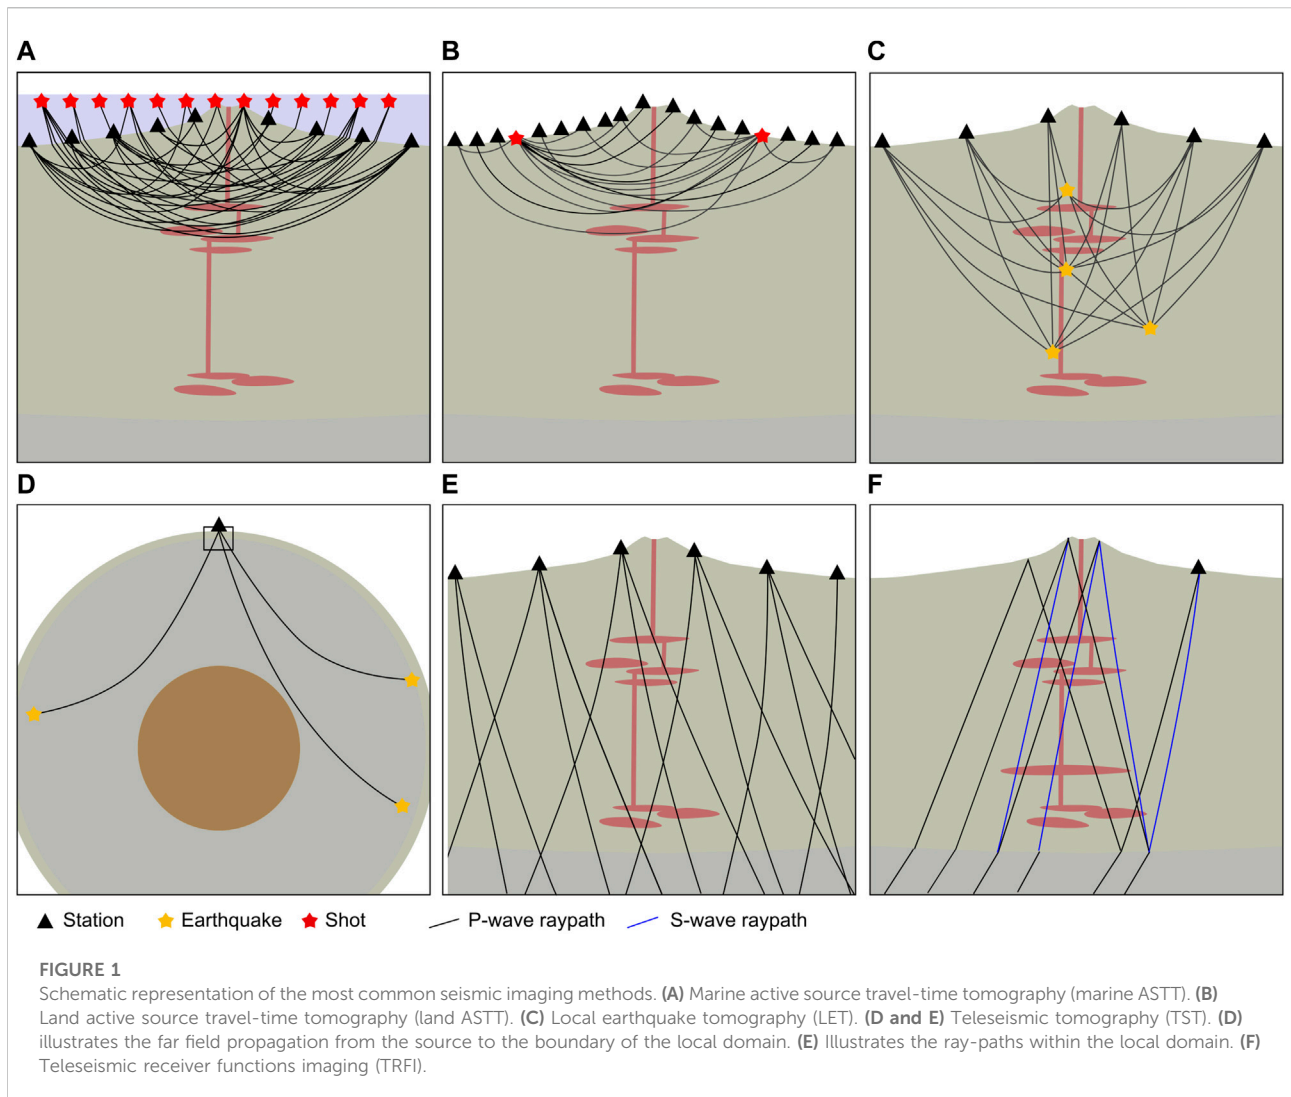 A
B
C
D
E
F
Station
Earthquake
Shot
P-wave raypath
S-wave raypath
FIGURE 1
Schematic representation of the most common seismic imaging methods. (A) Marine active source travel-time tomography (marine ASTT). (B)
Land active source travel-time tomography (land ASTT). (C) Local earthquake tomography (LET). (D and E) Teleseismic tomography (TST). (D)
illustrates the far field propagation from the source to the boundary of the local domain. (E) Illustrates the ray-paths within the local domain. (F)
Teleseismic receiver functions imaging (TRFI).